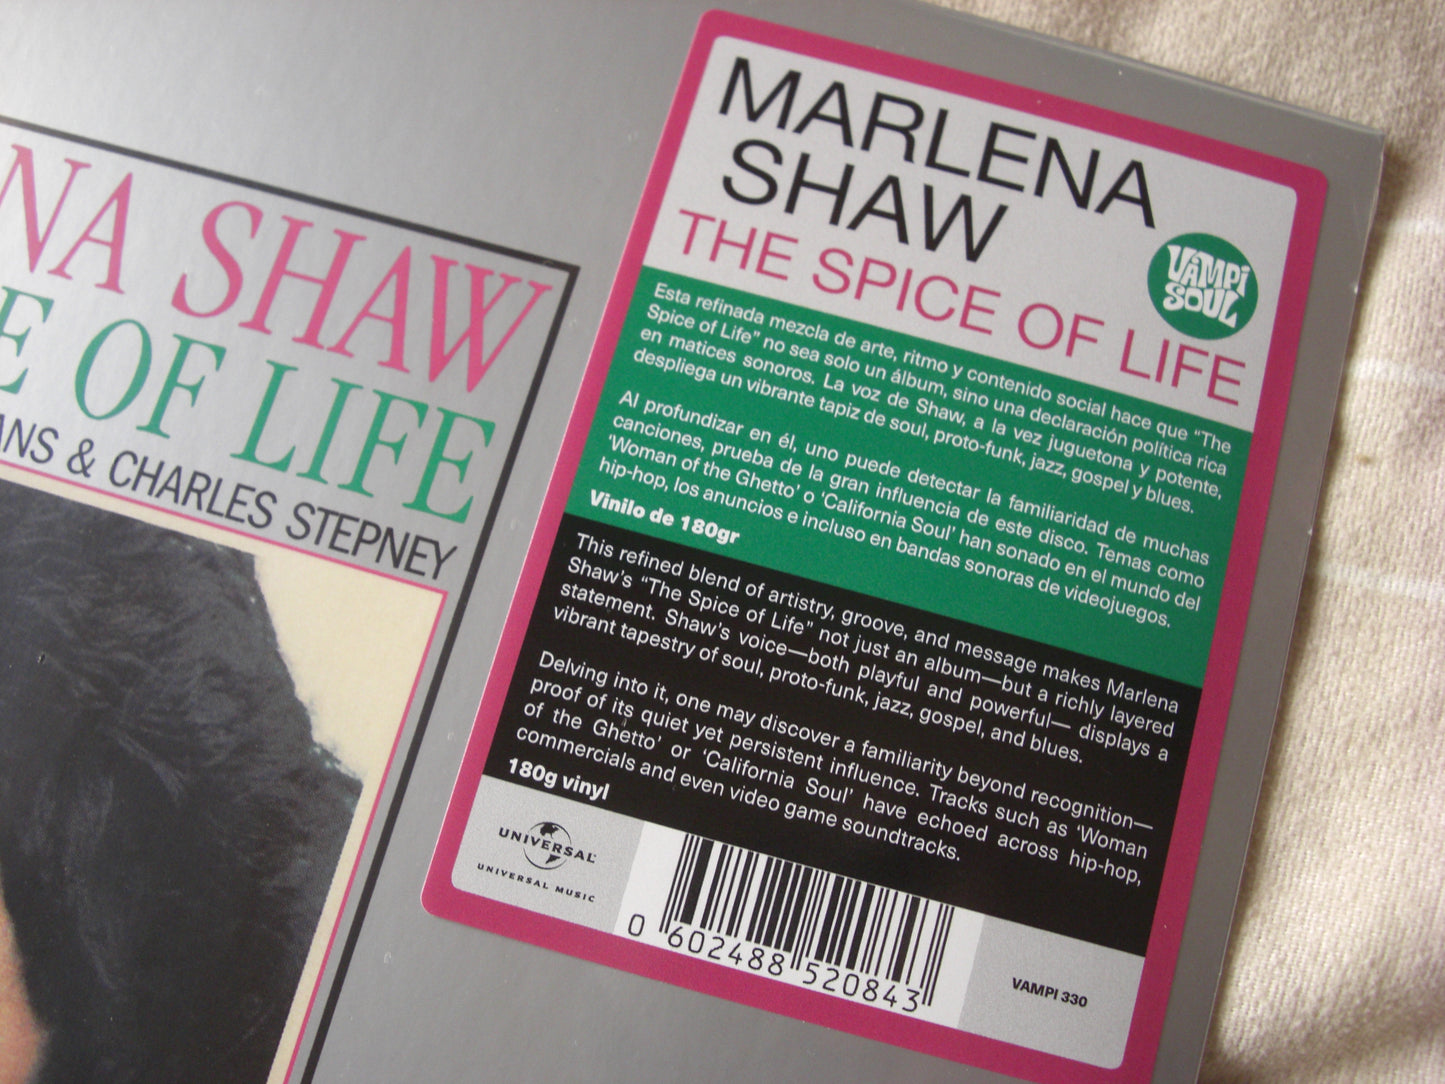 NA SHAW
E OF LIFE
ANS & CHARLES STEPNEY
MARLENA
SHAW
THE SPICE OF LIFE
VAMPi
SOUL
Esta refinada mezcla de arte, ritmo y contenido social hace que “The
Spice of Life” no sea solo un álbum, sino una declaración política rica
en matices sonoros. La voz de Shaw, a la vez juguetona y potente,
despliega un vibrante tapiz de soul, proto-funk, jazz, gospel y blues.
Al profundizar en él, uno puede detectar la familiaridad de muchas
canciones, prueba de la gran influencia de este disco. Temas como
‘Woman of the Ghetto’ o ‘California Soul’ han sonado en el mundo del
hip-hop, los anuncios e incluso en bandas sonoras de videojuegos.
Vinilo de 180gr
This refined blend of artistry, groove, and message makes Marlena
Shaw’s “The Spice of Life” not just an album—but a richly layered
statement. Shaw’s voice—both playful and powerful— displays a
vibrant tapestry of soul, proto-funk, jazz, gospel, and blues.
Delving into it, one may discover a familiarity beyond recognition—
proof of its quiet yet persistent influence. Tracks such as ‘Woman
of the Ghetto’ or ‘California Soul’ have echoed across hip-hop,
commercials and even video game soundtracks.
180g vinyl
UNIVERSAL
UNIVERSAL MUSIC
0 602488 520843
VAMPI 330